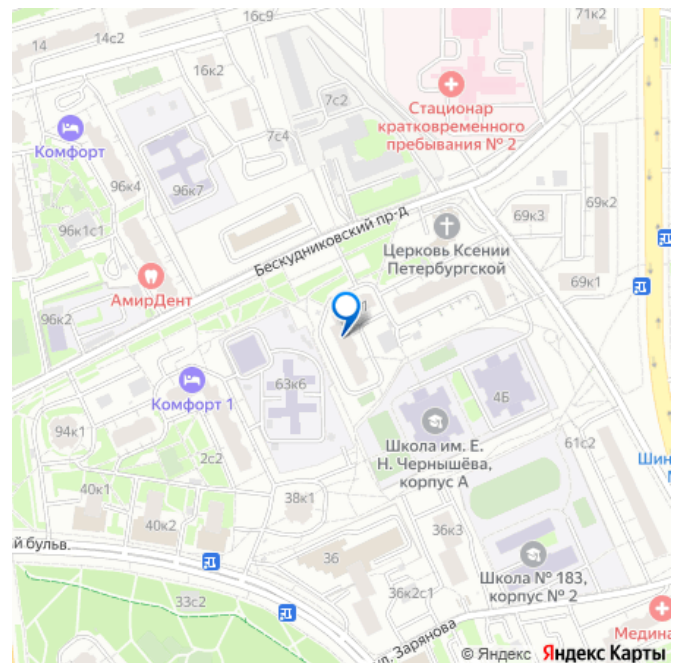 71к2
16с9
14с2
14
16к2
7с2
Стационар
кратковременного
пребывания № 2
7с4
Комфорт
96к4
96к7
69к2
69к3
Бескудниковский пр-д
96к1с1
Церковь Ксении
Петербургской
АмирДент
69к1
96к2
63к6
Комфорт 1
4Б
Школа им. Е.
Н. Чернышёва,
корпус А
94к1
61с2
Шин
2с2
40к1
38к1
40к2
36к3
й бульв.
36
Школа № 183,
корпус № 2
36к2с1
33с2
Медина
ул. Зарянова
© Яндекс Яндекс Карты